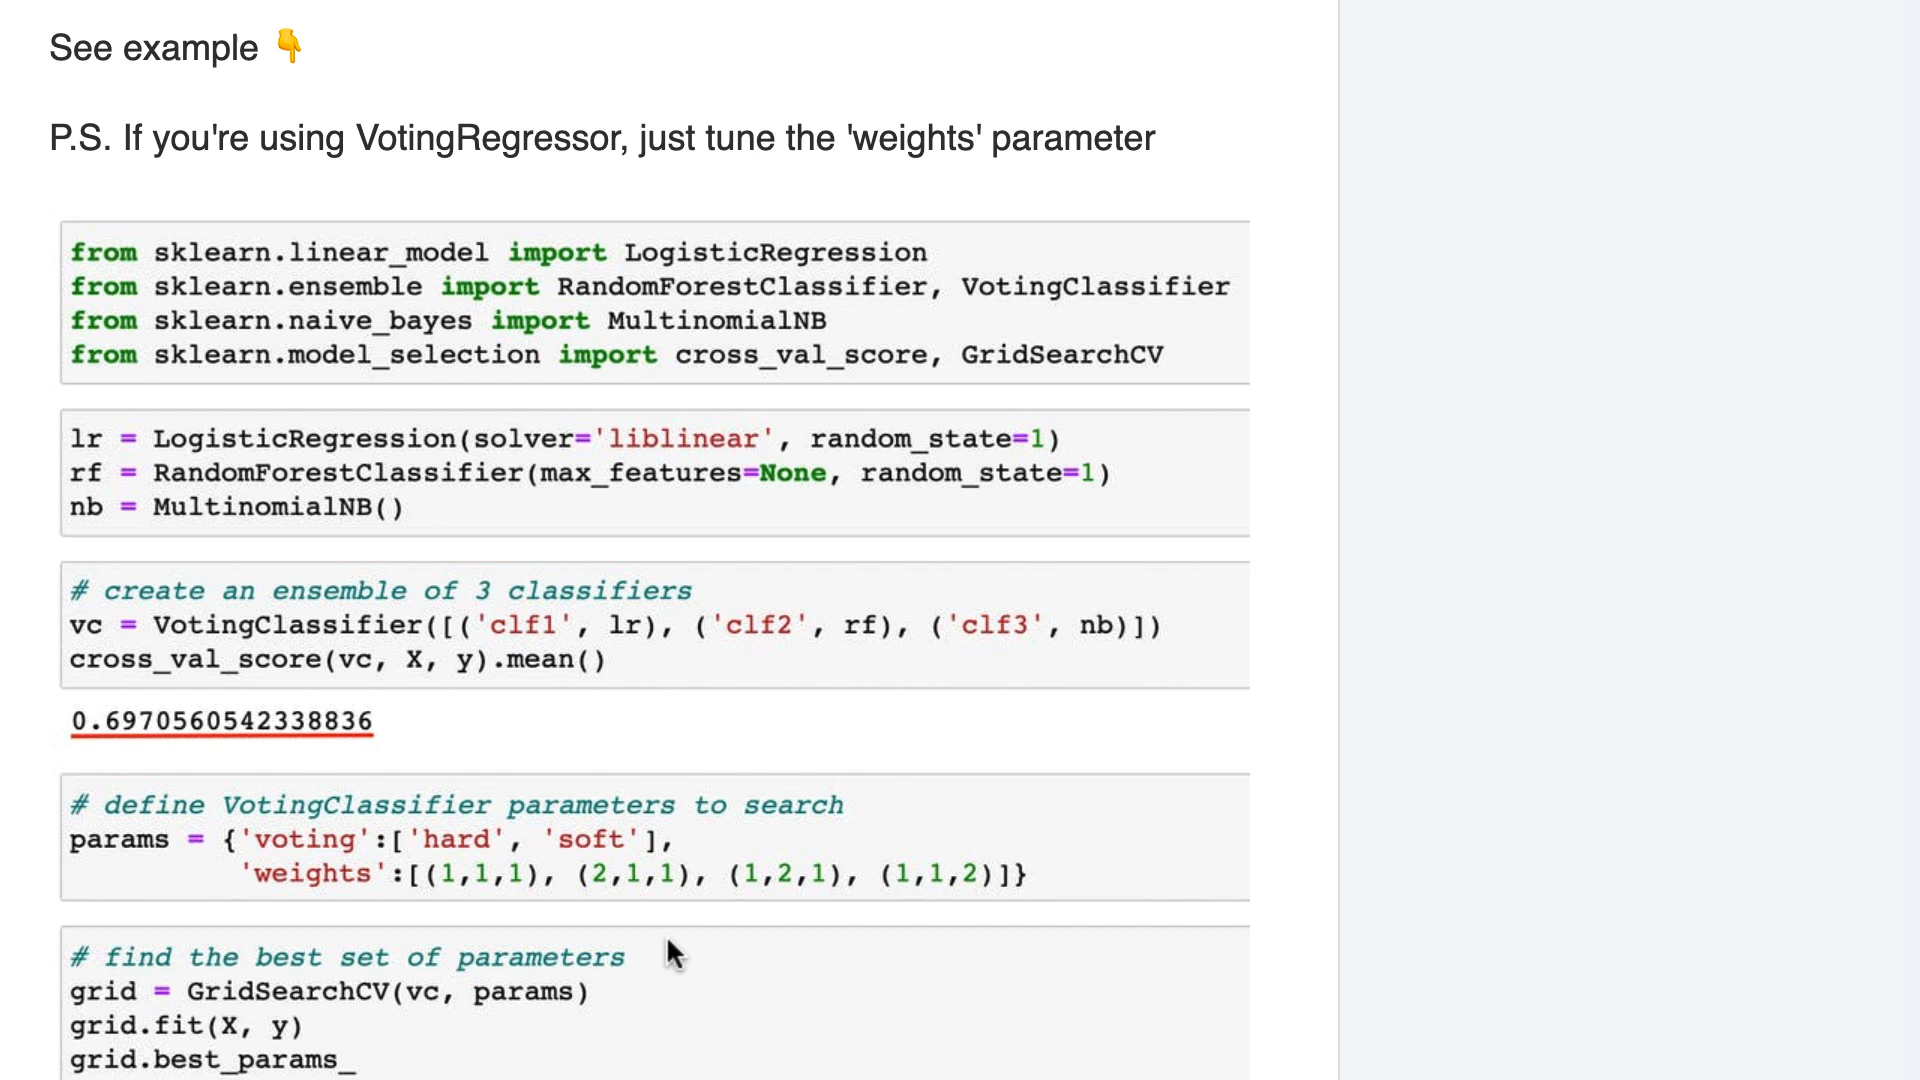 See example 👇
P.S. If you're using VotingRegressor, just tune the 'weights' parameter
from sklearn.linear_model import LogisticRegression
from sklearn.ensemble import RandomForestClassifier, VotingClassifier
from sklearn.naive_bayes import MultinomialNB
from sklearn.model_selection import cross_val_score, GridSearchCV
lr = LogisticRegression(solver='liblinear', random_state=1)
rf = RandomForestClassifier(max_features=None, random_state=1)
nb = MultinomialNB()
# create an ensemble of 3 classifiers
vc = VotingClassifier([('clf1', lr), ('clf2', rf), ('clf3', nb)])
cross_val_score(vc, X, y).mean()
0.6970560542338836
# define VotingClassifier parameters to search
params = {'voting':['hard', 'soft'],
'weights':[(1,1,1), (2,1,1), (1,2,1), (1,1,2)]}
# find the best set of parameters
grid = GridSearchCV(vc, params)
grid.fit(X, y)
grid.best_params_